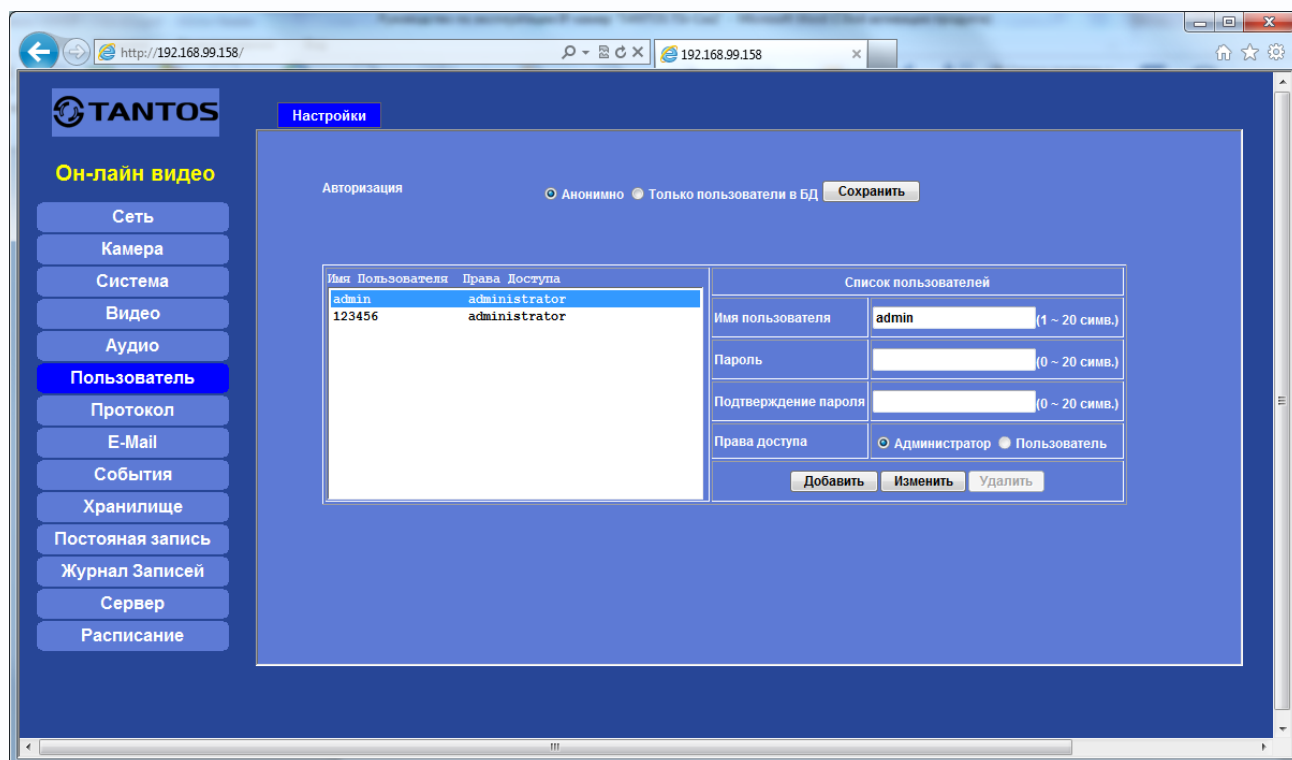 http://192.168.99.158/
192.168.99.158
TANTOS
Настройки
Он-лайн видео
Сеть
Камера
Система
Видео
Аудио
Пользователь
Протокол
E-Mail
События
Хранилище
Постояная запись
Журнал Записей
Сервер
Расписание
Авторизация
Анонимно Только пользователи в БД Сохранить
Имя Пользователя Права Доступа
admin administrator
123456 administrator
Список пользователей
Имя пользователя admin (1 ~ 20 симв.)
Пароль (0 ~ 20 симв.)
Подтверждение пароля (0 ~ 20 симв.)
Права доступа Администратор Пользователь
Добавить Изменить Удалить